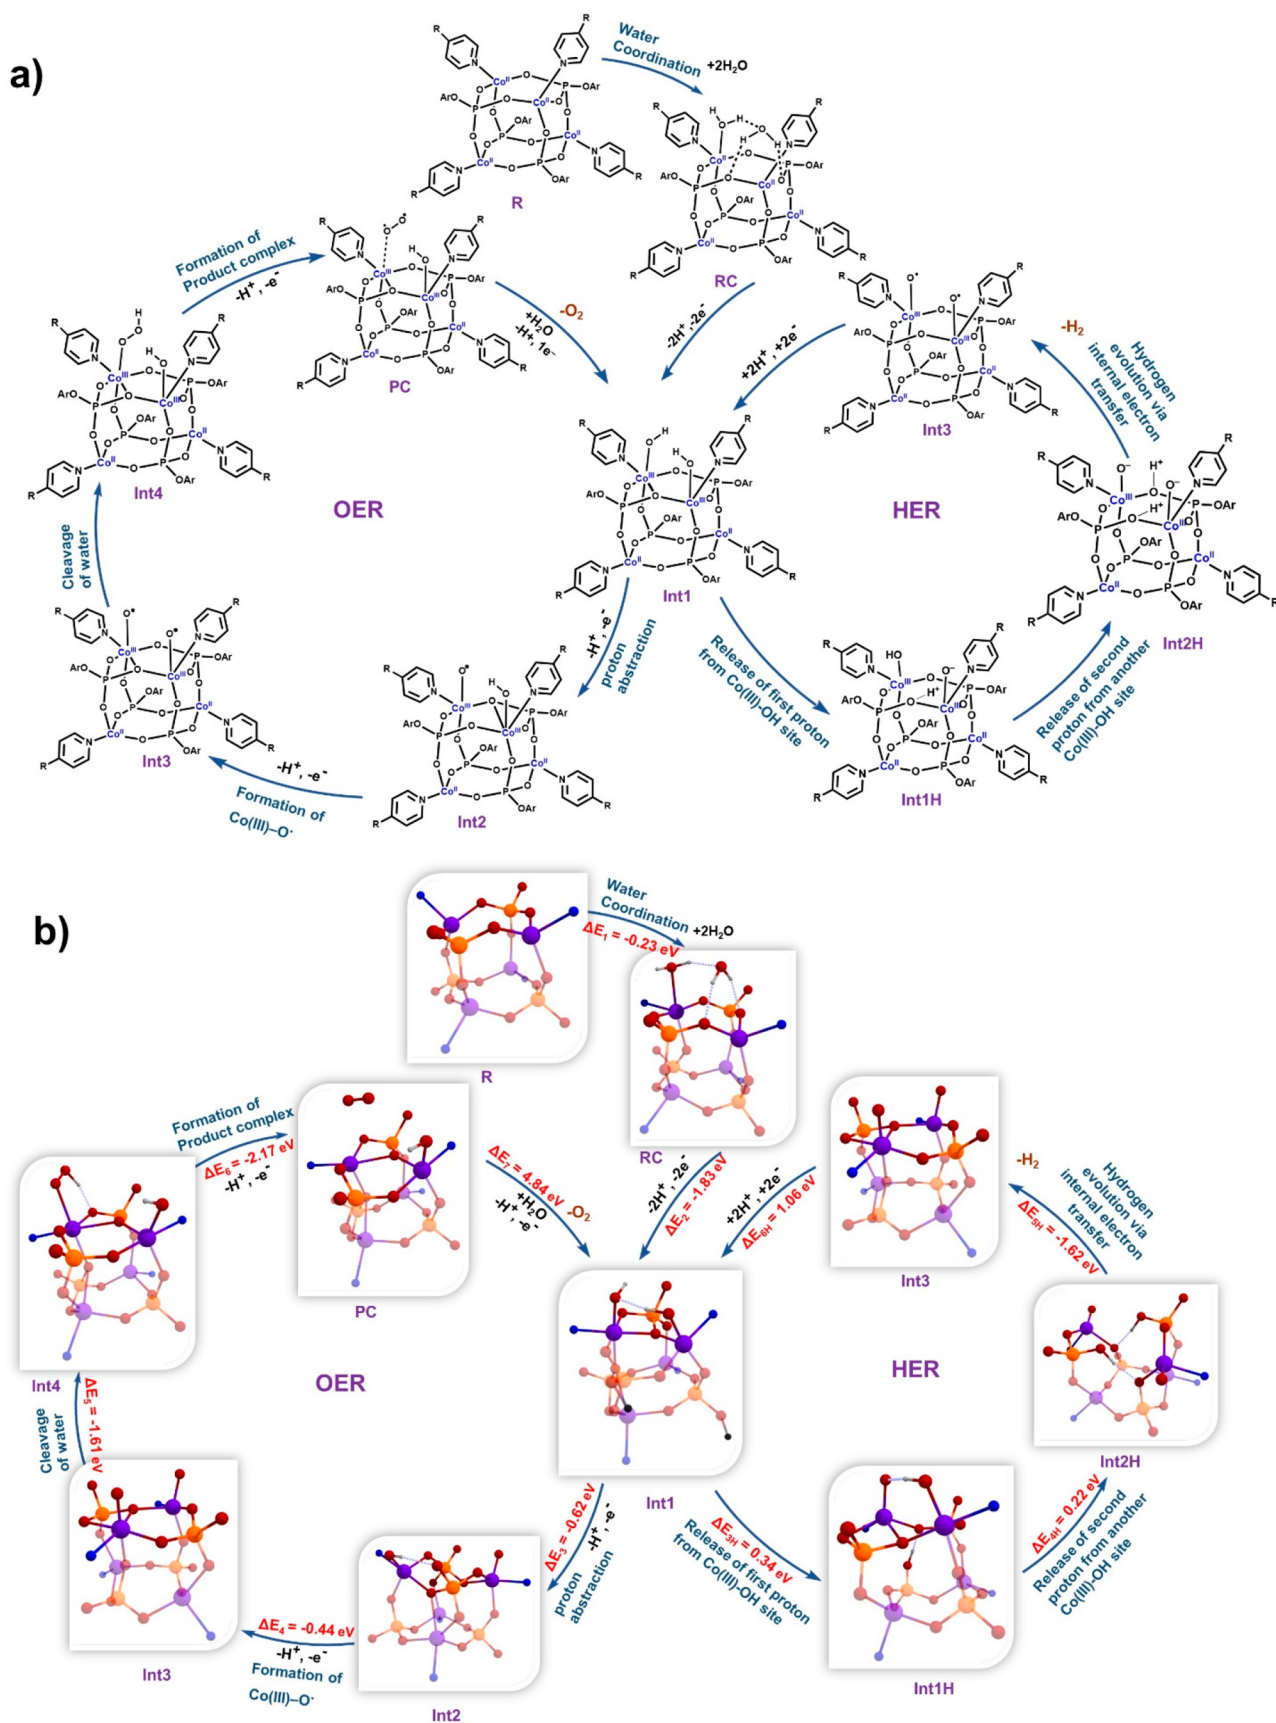 a)
Water
Coordination
+2H₂O
R
RC
Formation of
Product complex
-H⁺, -e⁻
PC
-O₂
+H₂O
-H⁺, 1e⁻
-2H⁺,-2e⁻
+2H⁺, +2e⁻
-H₂
Hydrogen
evolution via
internal electron
transfer
Int3
Int4
OER
HER
Int1
Cleavage
of water
-H⁺, -e⁻
proton
abstraction
Release of first proton
from Co(III)-OH site
Int2H
Release of second
proton from another
Co(III)-OH site
Int1H
Int3
-H⁺, -e⁻
Formation of
Co(III)–O·
Int2
b)
Water
Coordination
+2H₂O
ΔE₁ = -0.23 eV
R
RC
Formation of
Product complex
ΔE₆ = -2.17 eV
-H⁺, -e⁻
PC
ΔE₇ = 4.84 eV
+H₂O
-H⁺, -e⁻
-O₂
-2H⁺, -2e⁻
ΔE₂ = -1.83 eV
+2H⁺, +2e⁻
ΔE₆H = 1.06 eV
Int3
-H₂
Hydrogen
evolution via
internal electron
transfer
ΔE₅H = -1.62 eV
Int4
OER
HER
Int1
Int2H
Cleavage
of water
ΔE₅ = -1.61 eV
ΔE₃ = -0.62 eV
-H⁺, -e⁻
proton
abstraction
ΔE₃H = 0.34 eV
Release of first proton
from Co(III)-OH site
ΔE₄H = 0.22 eV
Release of second
proton from another
Co(III)-OH site
Int3
ΔE₄ = -0.44 eV
-H⁺, -e⁻
Formation of
Co(III)–O·
Int2
Int1H